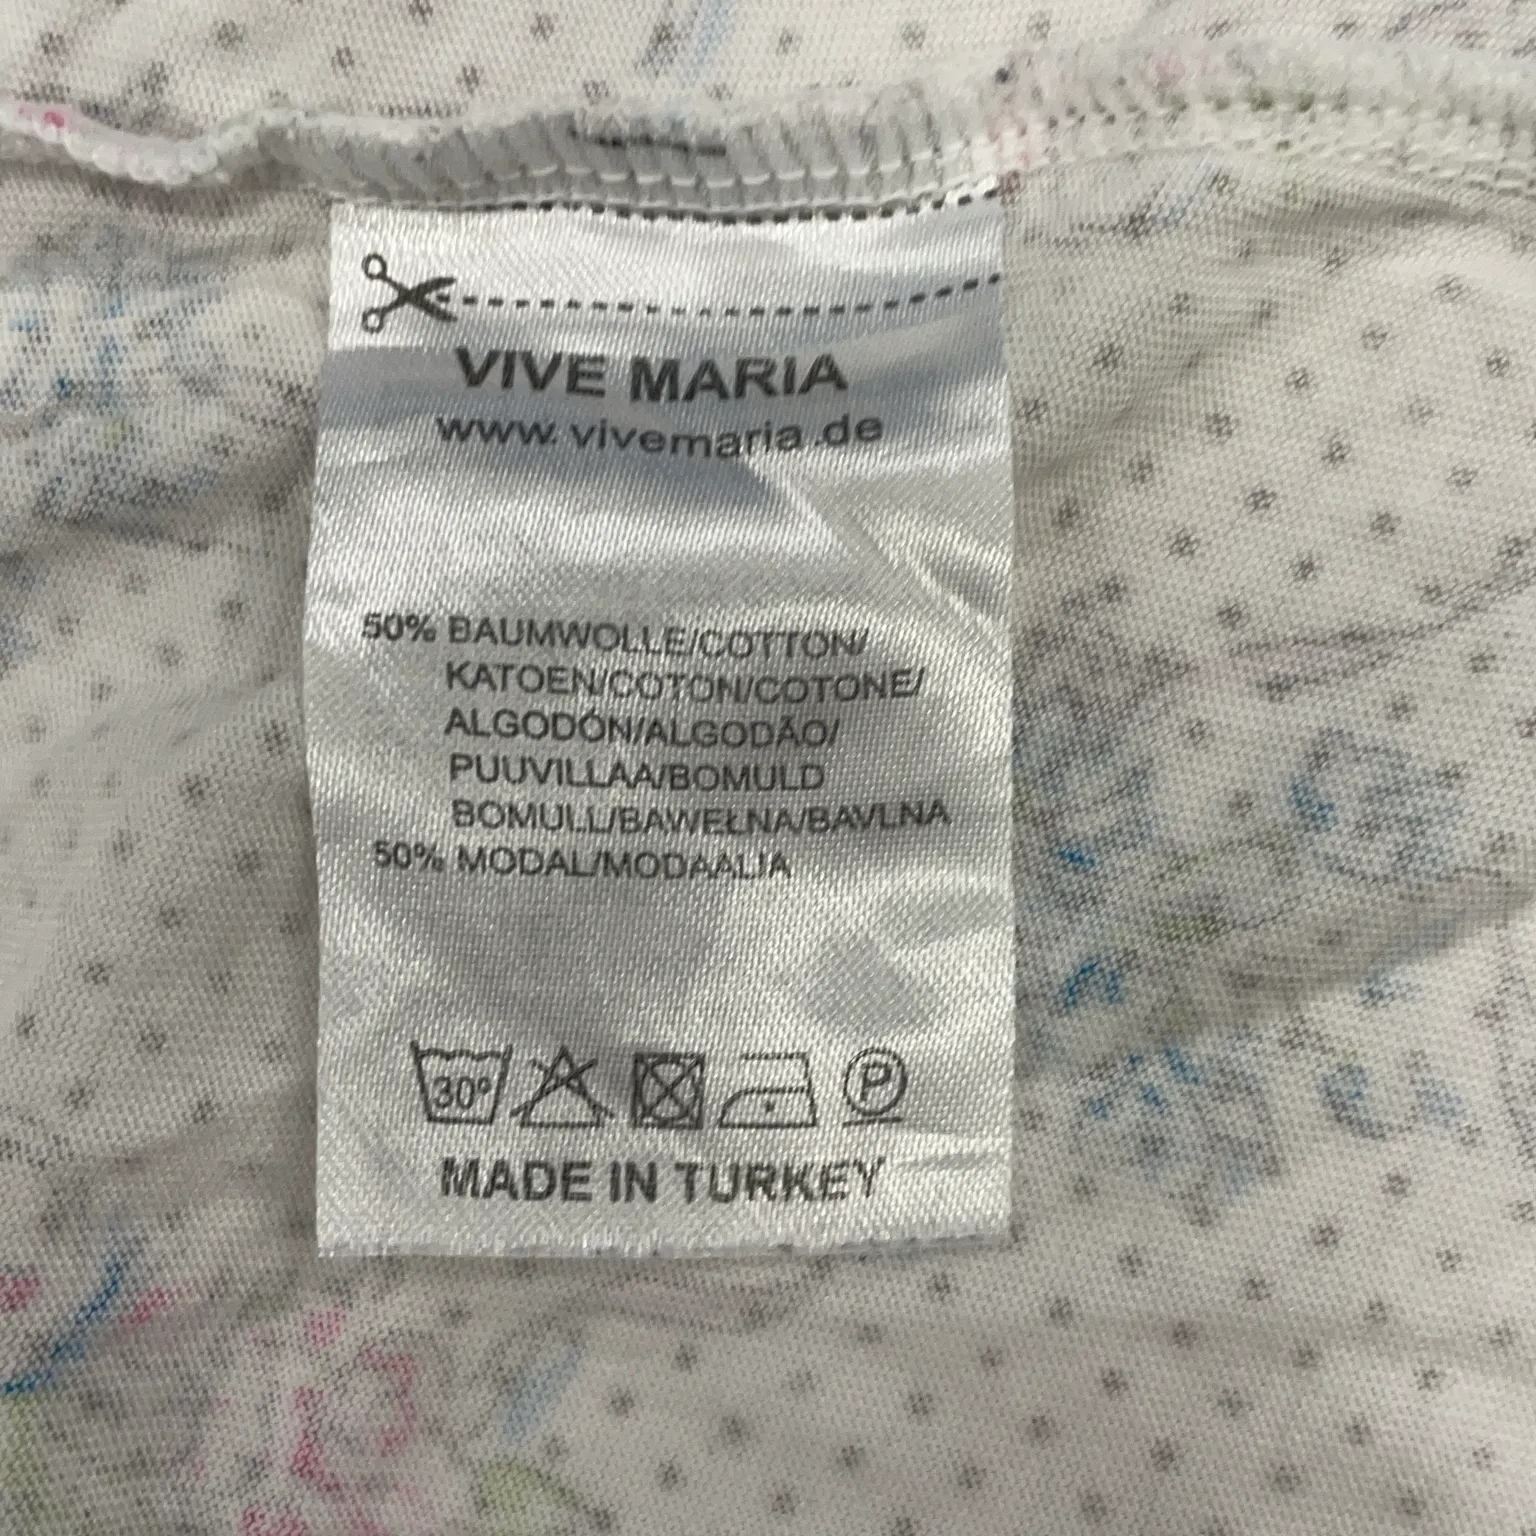 VIVE MARIA
www.vivemaria.de
50% BAUMWOLLE/COTTON/
KATOEN/COTON/COTONE/
ALGODÓN/ALGODÃO/
PUUVILLAA/BOMULD
BOMULL/BAWEŁNA/BAVLNA
50% MODAL/MODAALIA
30° P
MADE IN TURKEY